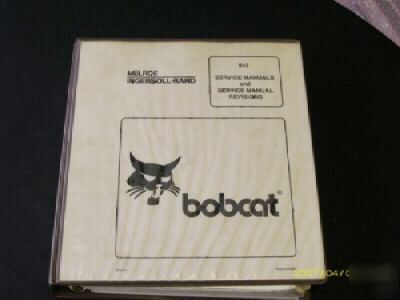 MELROE
INGERSOLL-RAND
SERVICE MANUALS
and
SERVICE MANUAL
REVISIONS
bobcat